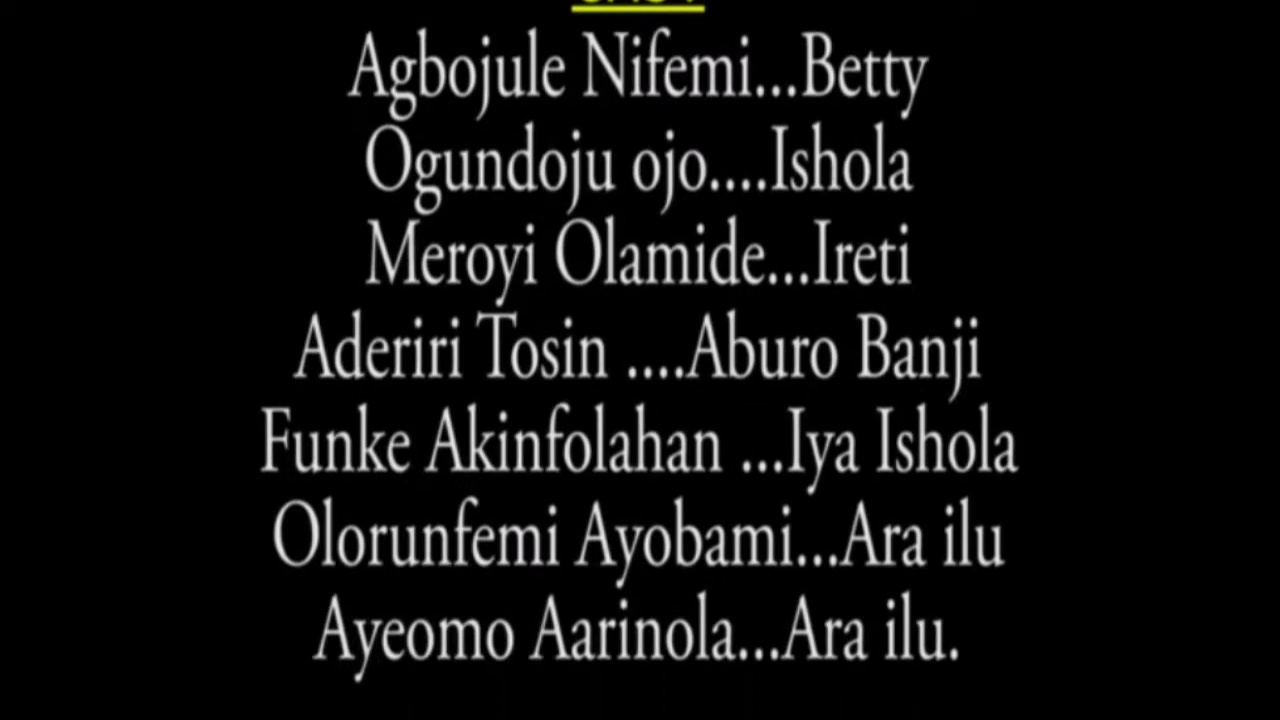 Agbojule Nifemi...Betty
Ogundoju ojo....Ishola
Meroyi Olamide...Ireti
Aderiri Tosin ....Aburo Banji
Funke Akinfolahan ...Iya Ishola
Olorunfemi Ayobami...Ara ilu
Ayeomo Aarinola...Ara ilu.